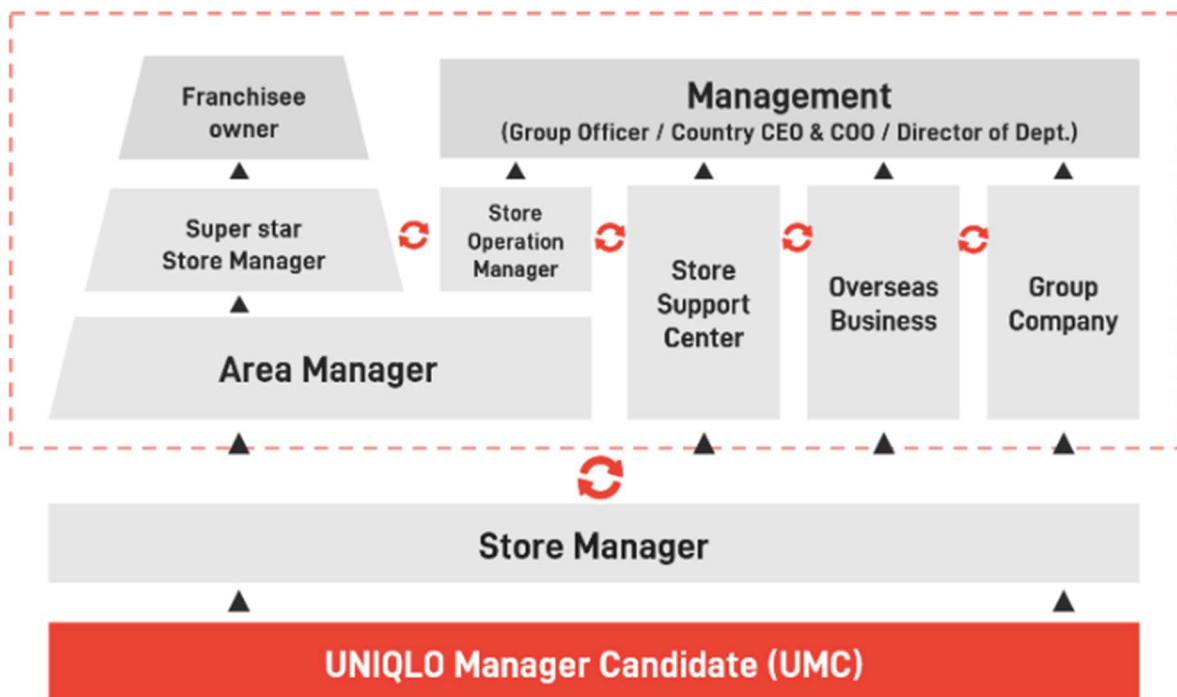 Franchisee
owner
Management
(Group Officer / Country CEO & COO / Director of Dept.)
Super star
Store Manager
Store
Operation
Manager
Store
Support
Center
Overseas
Business
Group
Company
Area Manager
Store Manager
UNIQLO Manager Candidate (UMC)